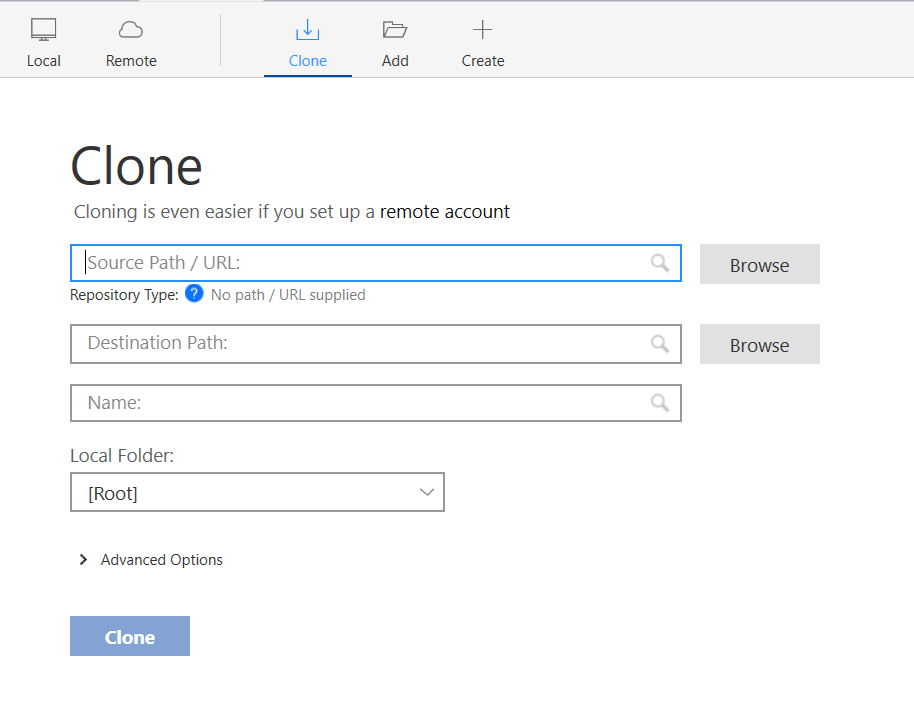 Local Remote Clone Add Create
Clone
Cloning is even easier if you set up a remote account
Source Path / URL: Browse
Repository Type: ? No path / URL supplied
Destination Path: Browse
Name:
Local Folder:
[Root]
Advanced Options
Clone